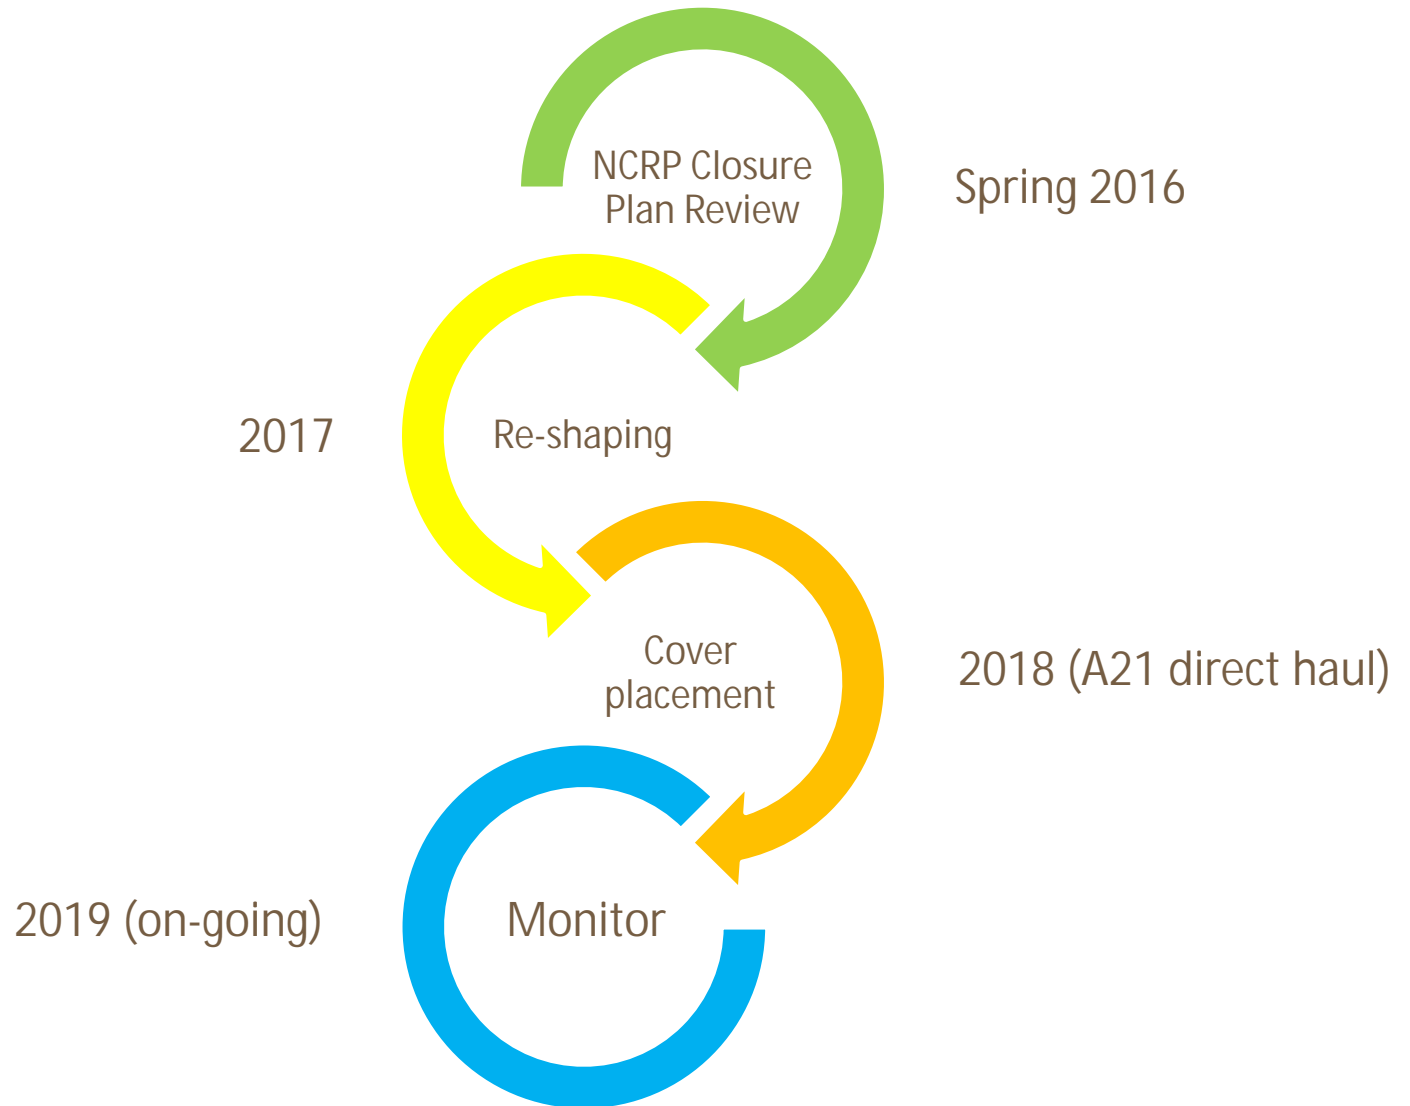 NCRP Closure
Plan Review
Spring 2016
2017
Re-shaping
Cover
placement
2018 (A21 direct haul)
2019 (on-going)
Monitor